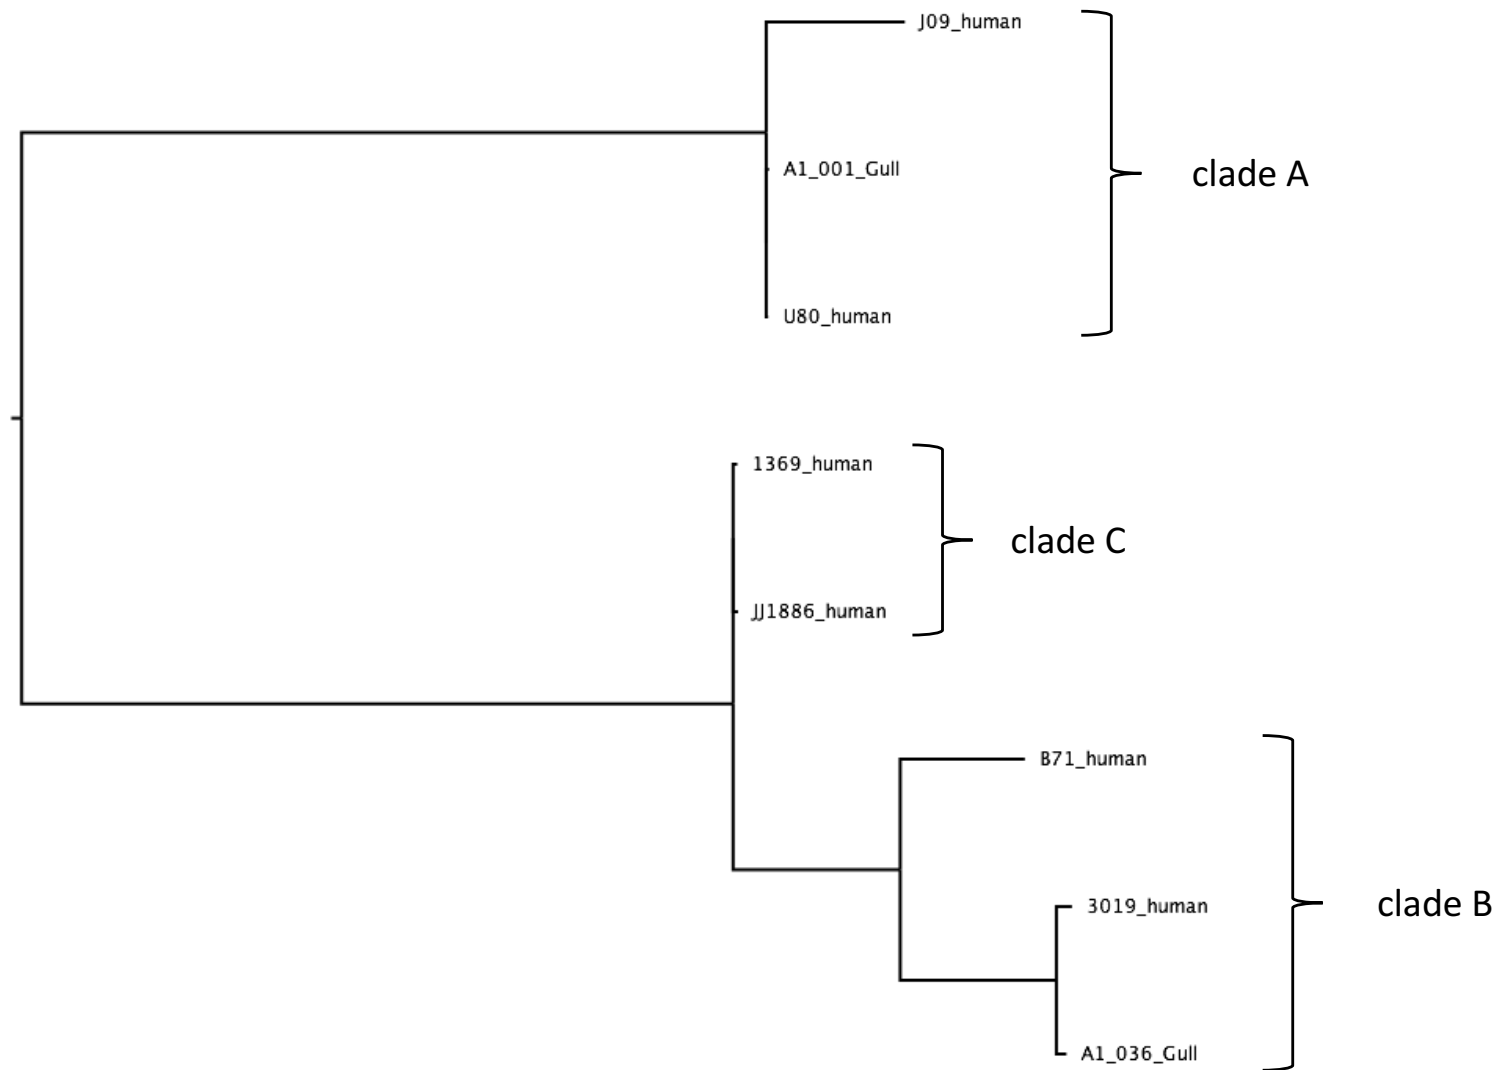 J09_human
A1_001_Gull
clade A
U80_human
1369_human
clade C
JJ1886_human
B71_human
3019_human
clade B
A1_036_Gull